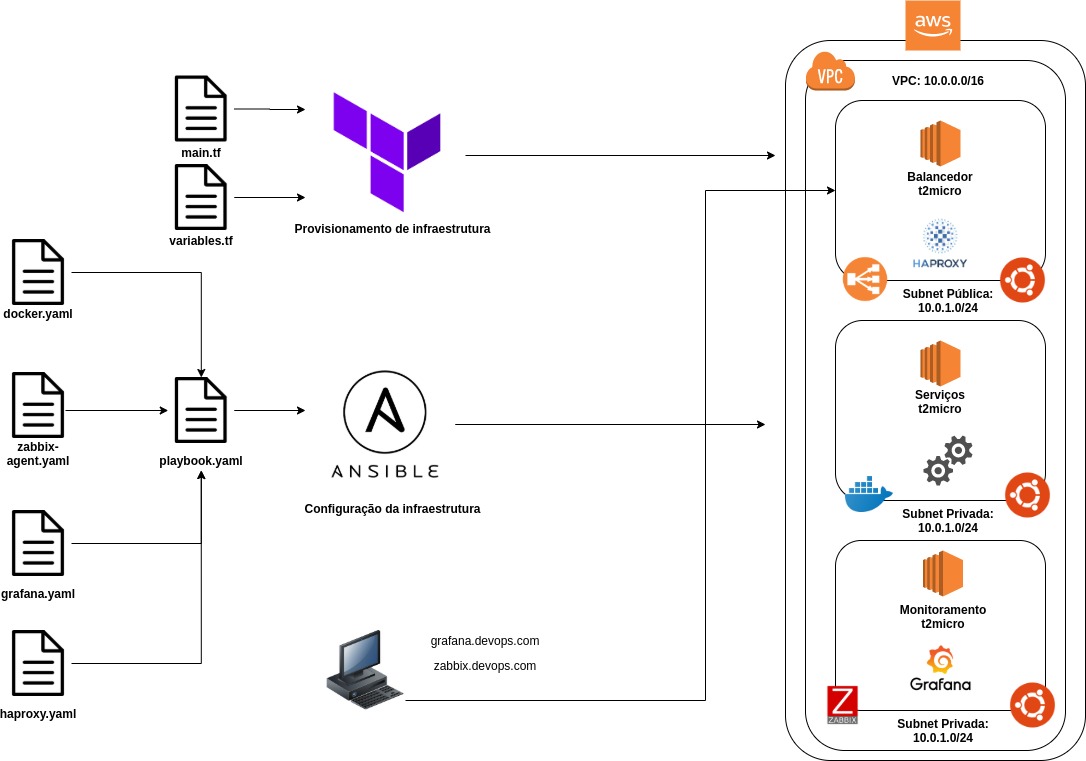 aws
VPC
VPC: 10.0.0.0/16
main.tf
variables.tf
Provisionamento de infraestrutura
Balancedor
t2micro
HAPROXY
Subnet Pública:
10.0.1.0/24
docker.yaml
zabbix-
agent.yaml
playbook.yaml
ANSIBLE
Configuração da infraestrutura
Serviços
t2micro
Subnet Privada:
10.0.1.0/24
grafana.yaml
haproxy.yaml
grafana.devops.com
zabbix.devops.com
Monitoramento
t2micro
Grafana
Z
ZABBIX
Subnet Privada:
10.0.1.0/24